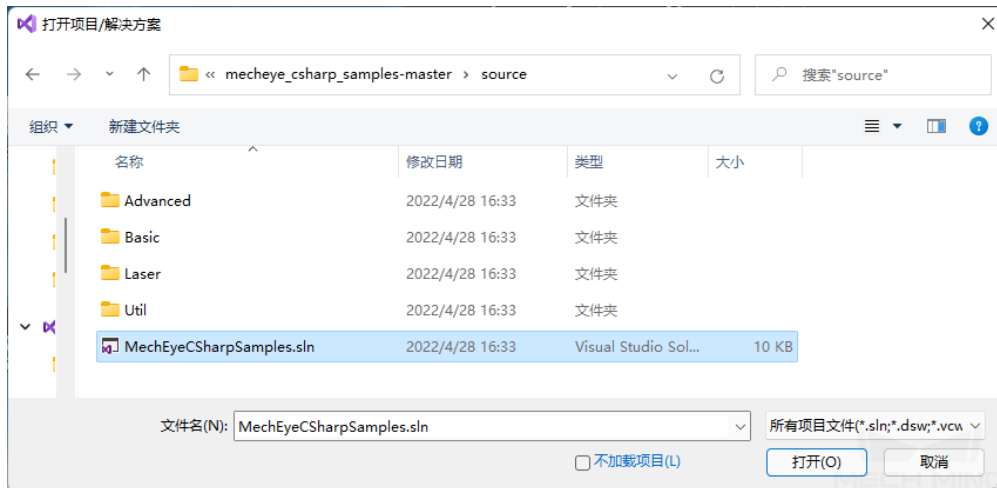 打开项目/解决方案
« mecheye_csharp_samples-master › source
搜索"source"
组织 新建文件夹
名称 修改日期 类型 大小
Advanced 2022/4/28 16:33 文件夹
Basic 2022/4/28 16:33 文件夹
Laser 2022/4/28 16:33 文件夹
Util 2022/4/28 16:33 文件夹
MechEyeCSharpSamples.sln 2022/4/28 16:33 Visual Studio Sol... 10 KB
文件名(N): MechEyeCSharpSamples.sln 所有项目文件(*.sln;*.dsw;*.vcw
不加载项目(L)
打开(O) 取消
MECH MIND